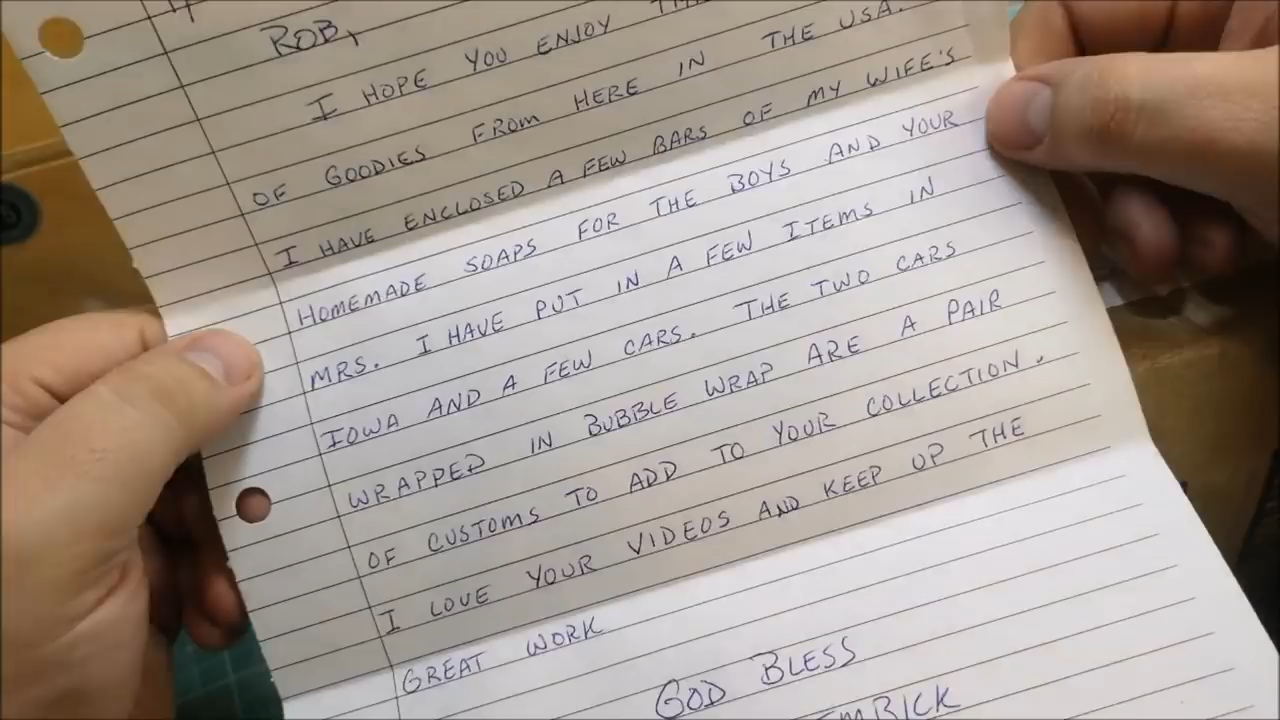 ROB,
I HOPE YOU ENJOY
OF GOODIES FROM HERE IN THE USA.
I HAVE ENCLOSED A FEW BARS OF MY WIFE'S
HOMEMADE SOAPS FOR THE BOYS AND YOUR
MRS. I HAVE PUT IN A FEW ITEMS IN
IOWA AND A FEW CARS. THE TWO CARS
WRAPPED IN BUBBLE WRAP ARE A PAIR
OF CUSTOMS TO ADD TO YOUR COLLECTION.
I LOVE YOUR VIDEOS AND KEEP UP THE
GREAT WORK
GOD BLESS